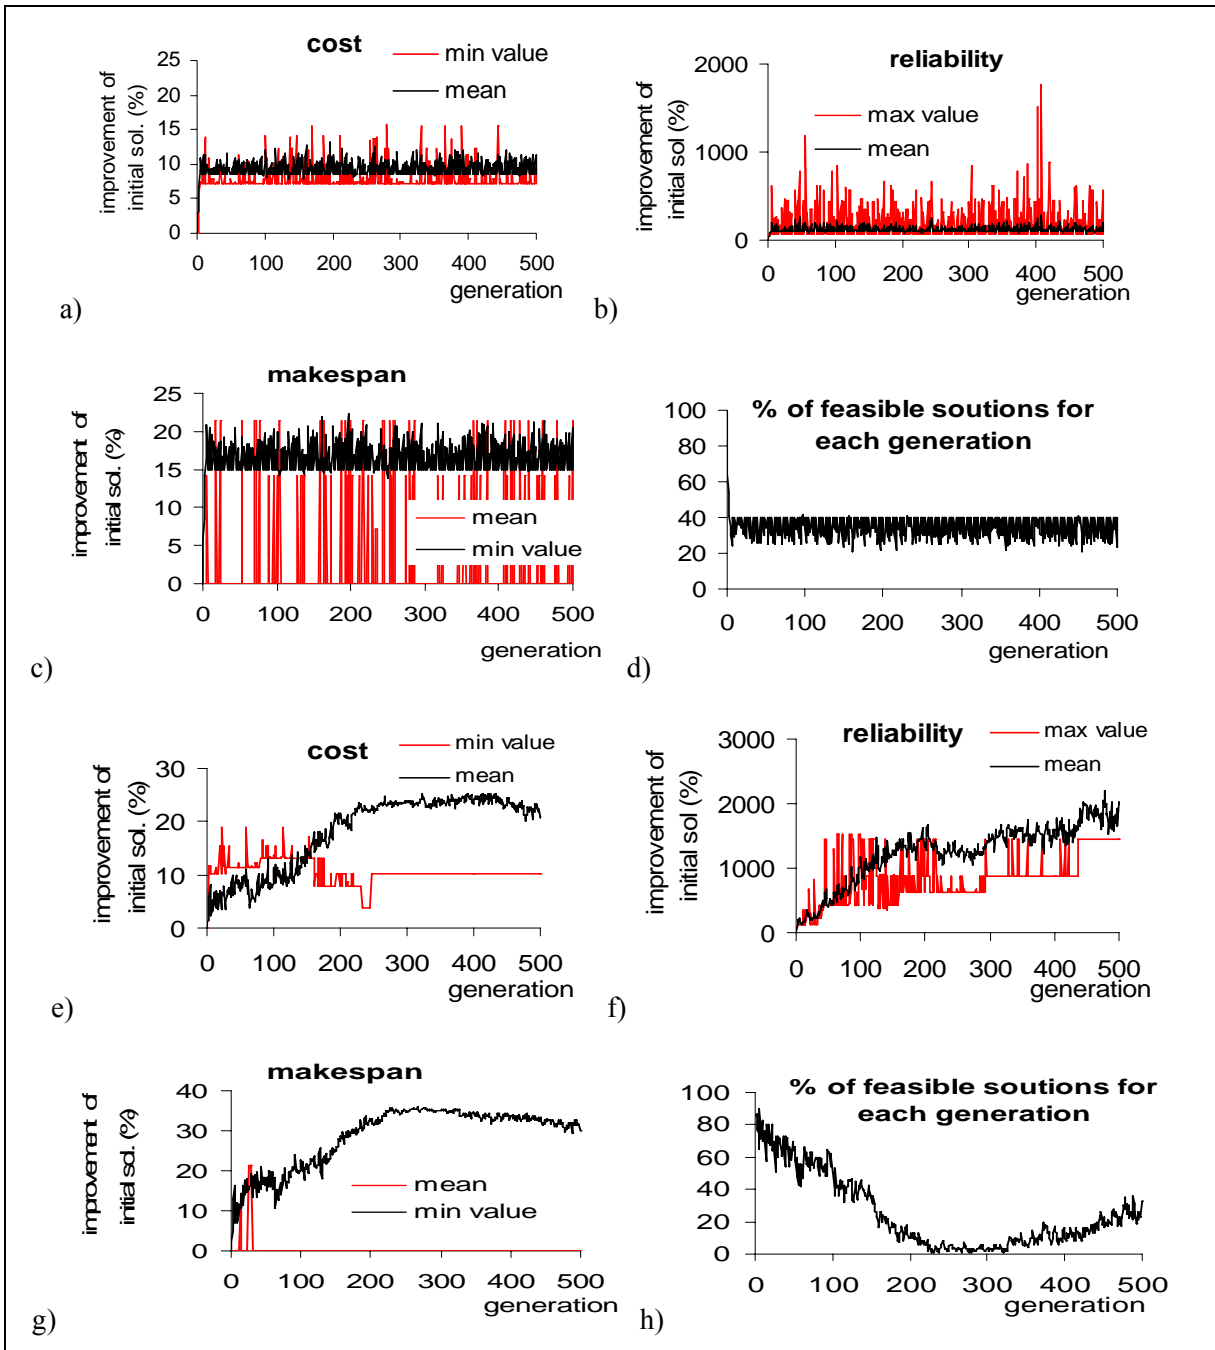 cost
min value
mean
improvement of
initial sol. (%)
25
20
15
10
5
0
0 100 200 300 400 500
generation
a)
reliability
max value
mean
improvement of
initial sol (%)
2000
1000
0
0 100 200 300 400 500
generation
b)
makespan
improvement of
initial sol. (%)
25
20
15
10
5
0
mean
min value
0 100 200 300 400 500
generation
c)
% of feasible soutions for
each generation
100
80
60
40
20
0
0 100 200 300 400 500
generation
d)
cost
min value
mean
improvement of
initial sol. (%)
30
20
10
0
0 100 200 300 400 500
generation
e)
reliability
max value
mean
improvement of
initial sol (%)
3000
2000
1000
0
0 100 200 300 400 500
generation
f)
makespan
improvement of
initial sol. (%)
40
30
20
10
0
mean
min value
0 100 200 300 400 500
generation
g)
% of feasible soutions for
each generation
100
80
60
40
20
0
0 100 200 300 400 500
generation
h)